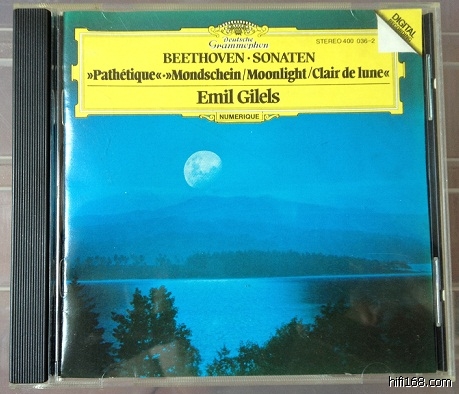 Deutsche
Grammophon
STEREO 400 036-2
DIGITAL
BEETHOVEN · SONATEN
»Pathétique«·»Mondschein/Moonlight/Clair de lune«
Emil Gilels
NUMERIQUE
hifi168.com